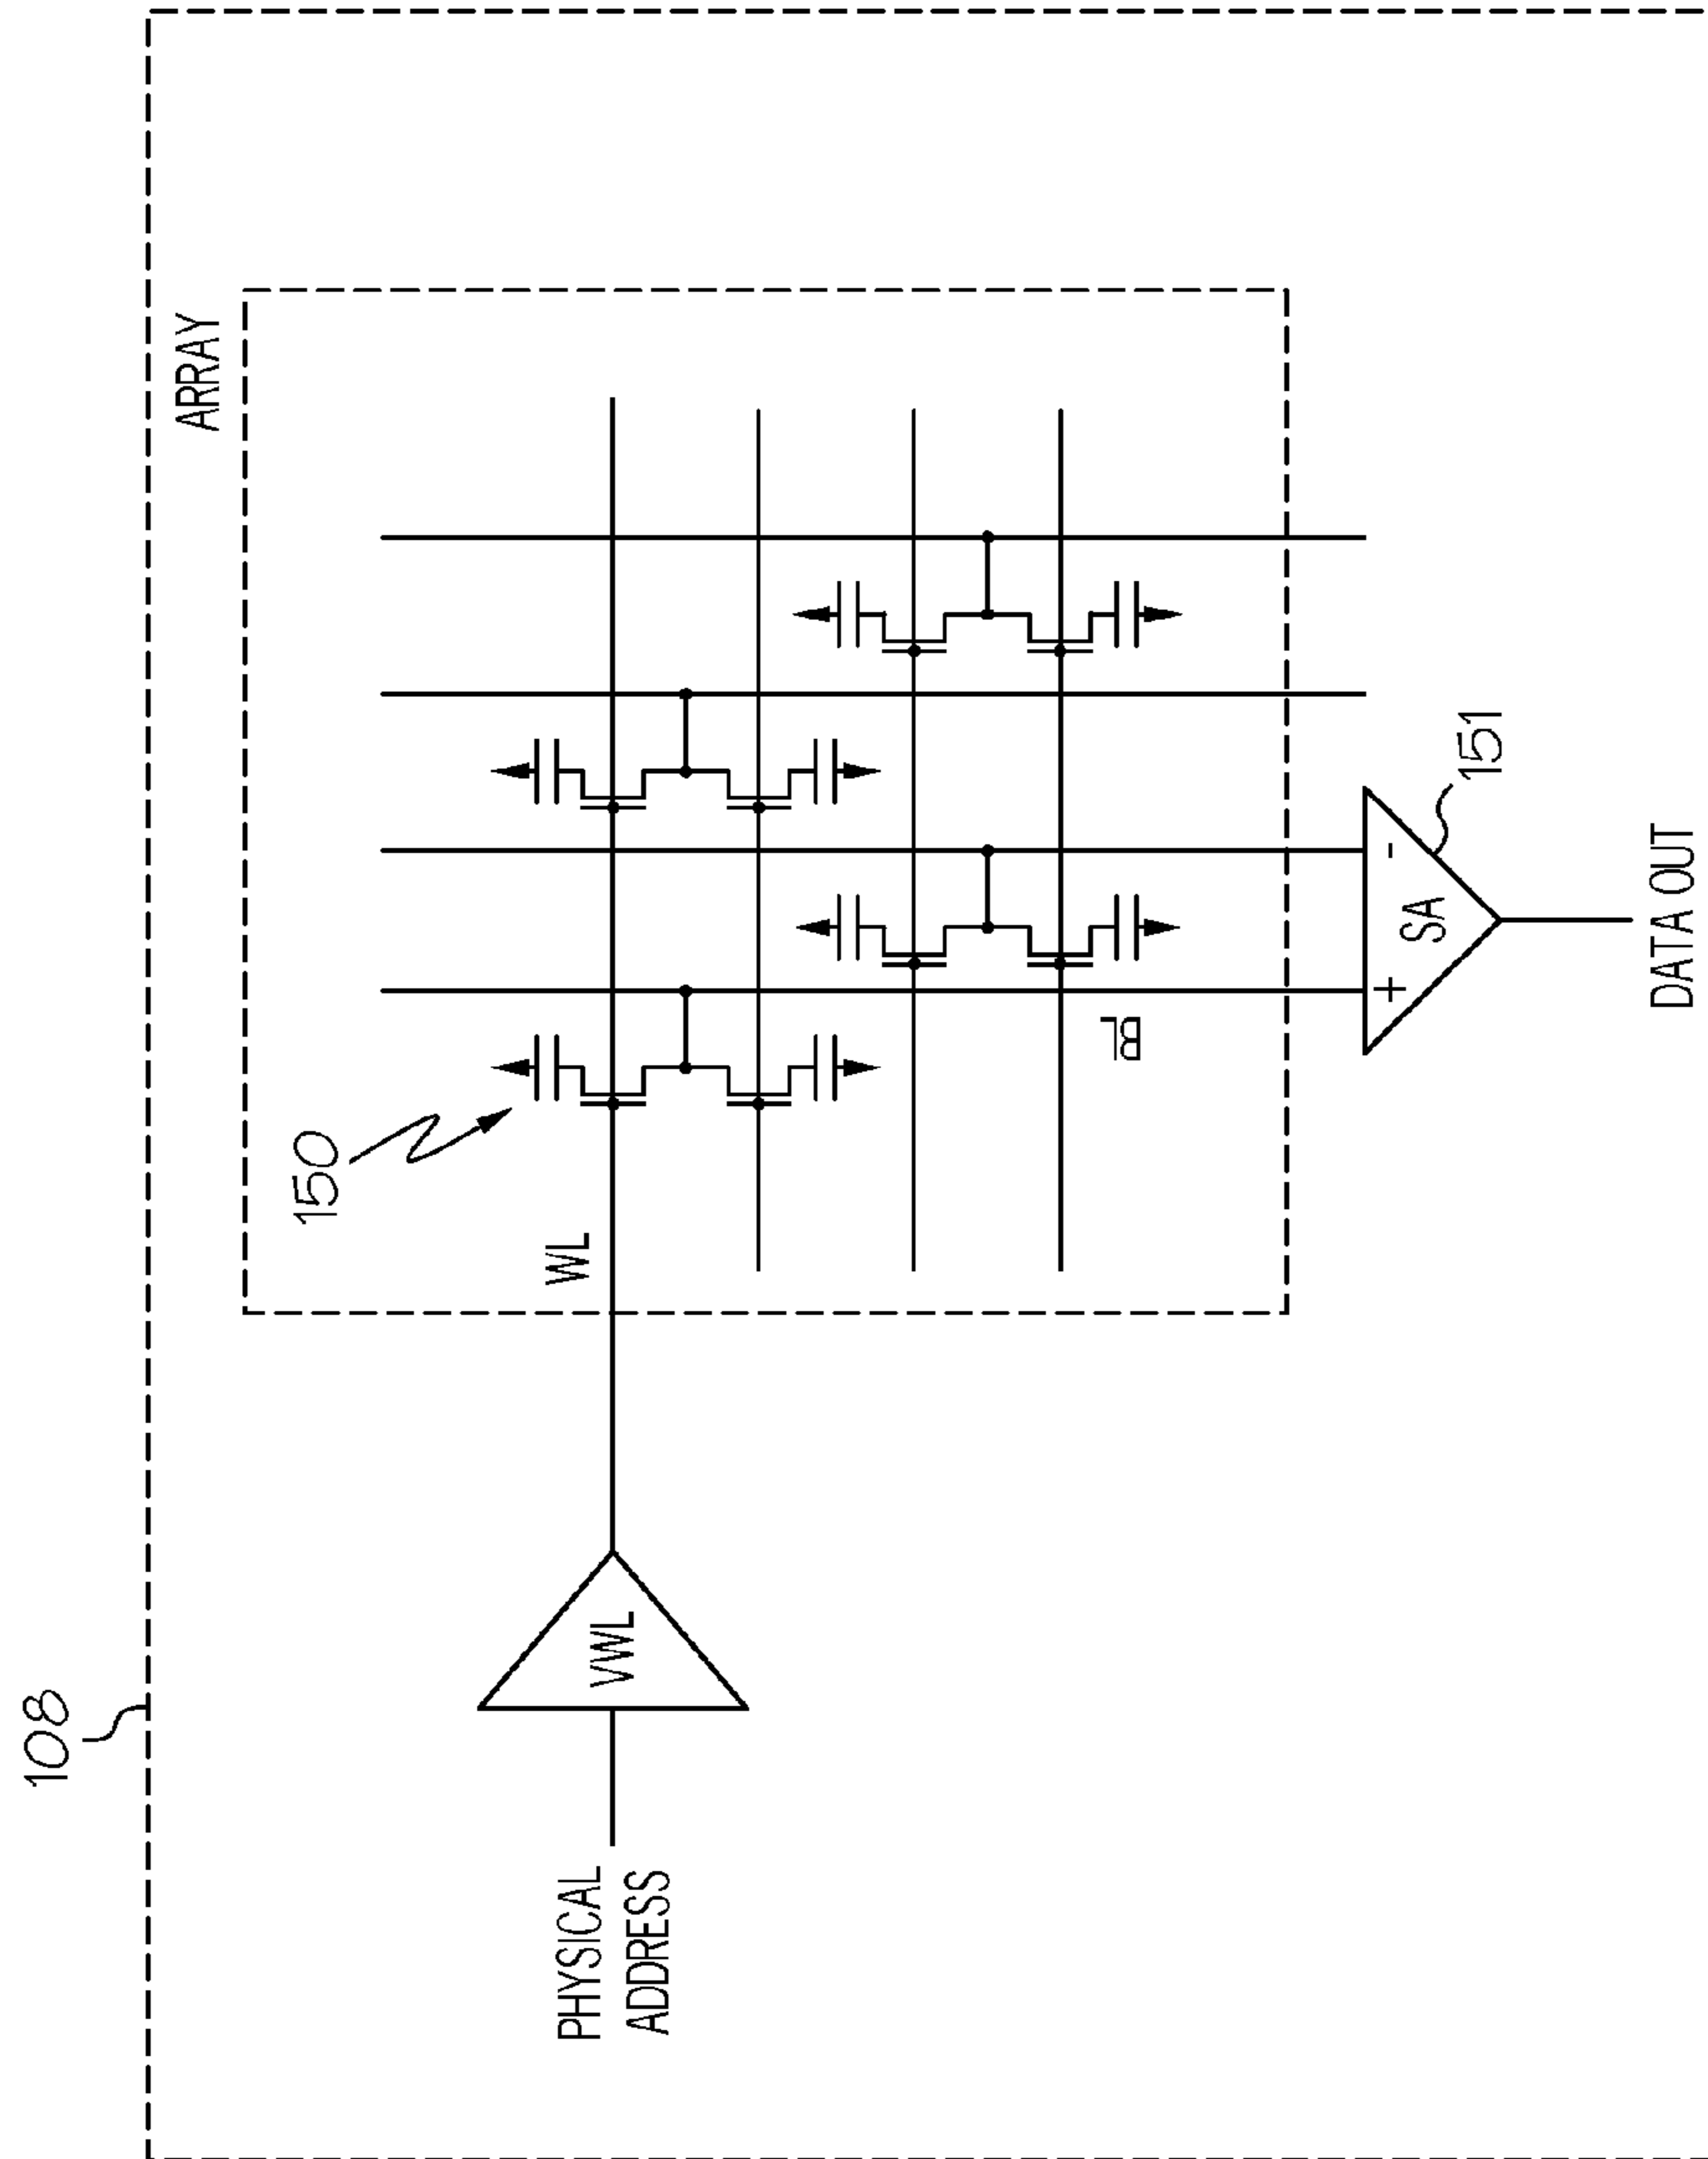 108
ARRAY
150
WL
VWL
PHYSICAL
ADDRESS
BL
+
-
SA
151
DATA OUT